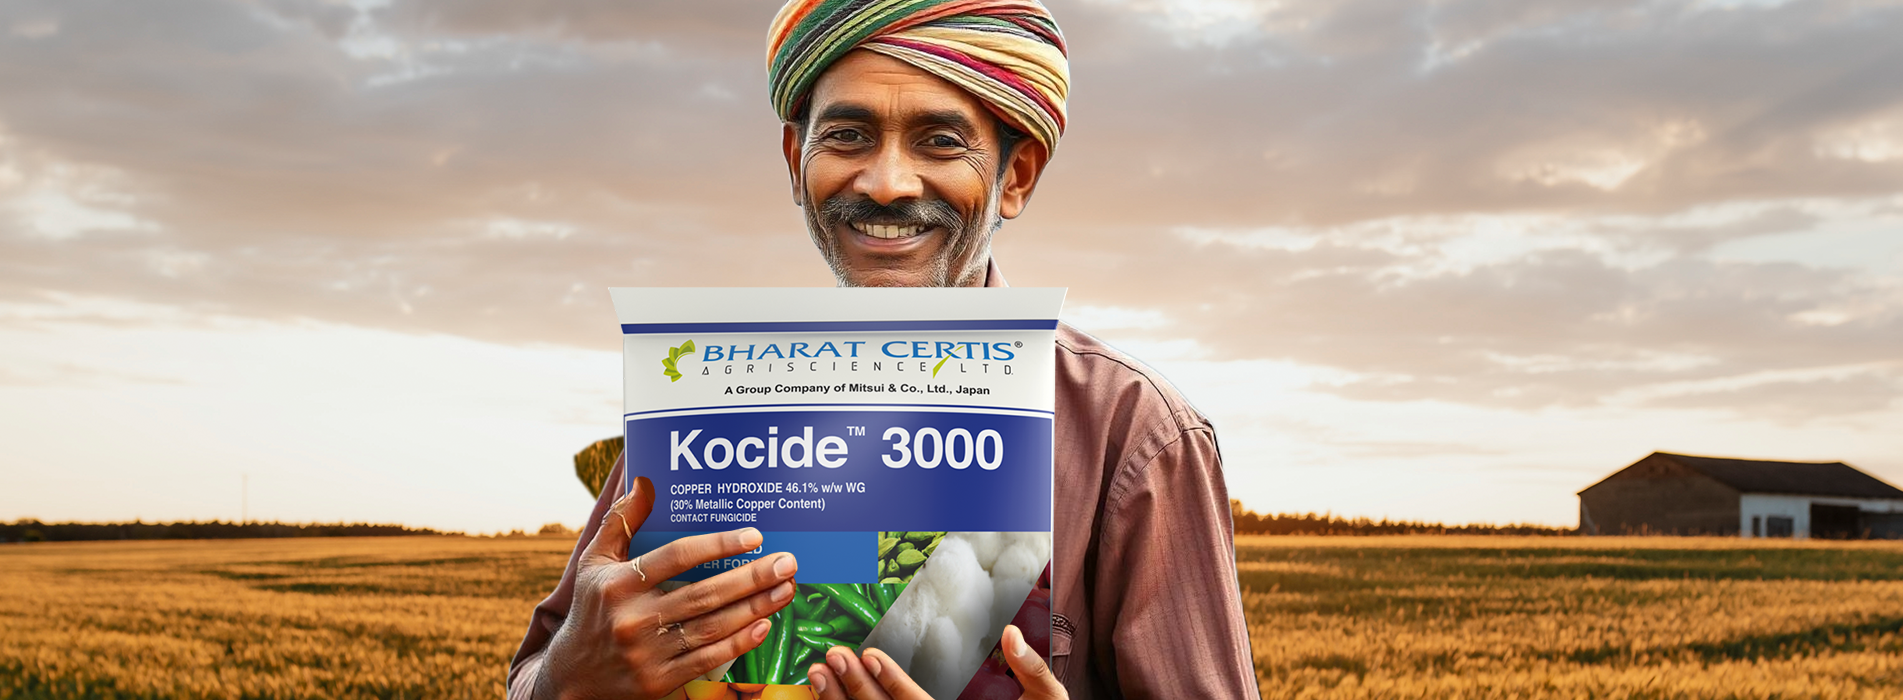 BHARAT CERTIS®
AGRISCIENCE LTD.
A Group Company of Mitsui & Co., Ltd., Japan
Kocide™ 3000
COPPER HYDROXIDE 46.1% w/w WG
(30% Metallic Copper Content)
CONTACT FUNGICIDE